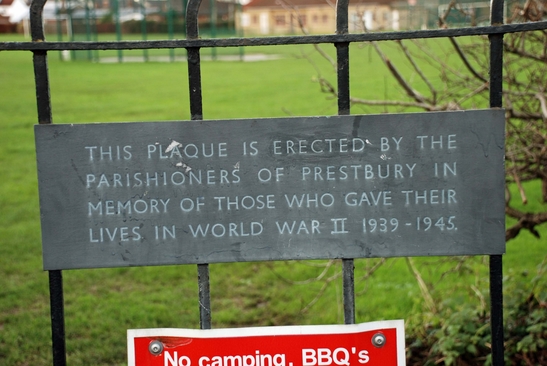 THIS PLAQUE IS ERECTED BY THE
PARISHIONERS OF PRESTBURY IN
MEMORY OF THOSE WHO GAVE THEIR
LIVES IN WORLD WAR II 1939-1945.
No camping, BBQ's